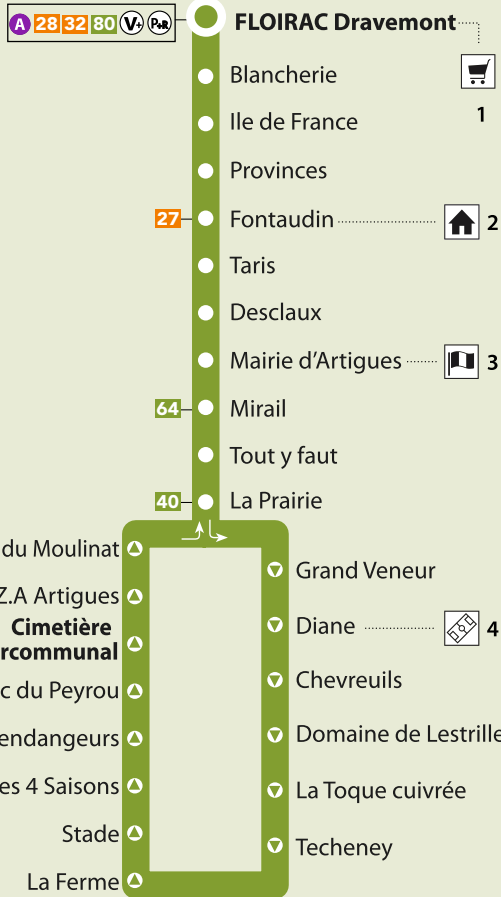 A 28 32 80 V+ P+R
FLOIRAC Dravemont
Blancherie
1
Ile de France
Provinces
27
Fontaudin
2
Taris
Desclaux
Mairie d'Artigues
3
64
Mirail
Tout y faut
40
La Prairie
du Moulinat
Z.A Artigues
Cimetière
rcommunal
c du Peyrou
endangeurs
es 4 Saisons
Stade
La Ferme
Grand Veneur
Diane
4
Chevreuils
Domaine de Lestrille
La Toque cuivrée
Techeney